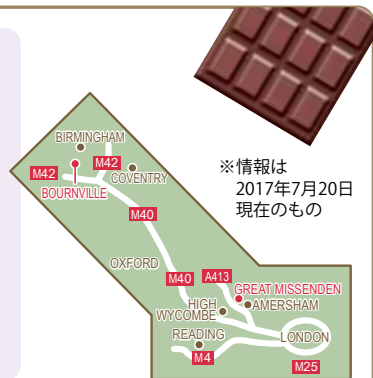 ※情報は
2017年7月20日
現在のもの
BIRMINGHAM
M42
M42
COVENTRY
BOURNVILLE
M40
OXFORD
M40
A413
GREAT MISSENDEN
HIGH
WYCOMBE
AMERSHAM
READING
LONDON
M4
M25